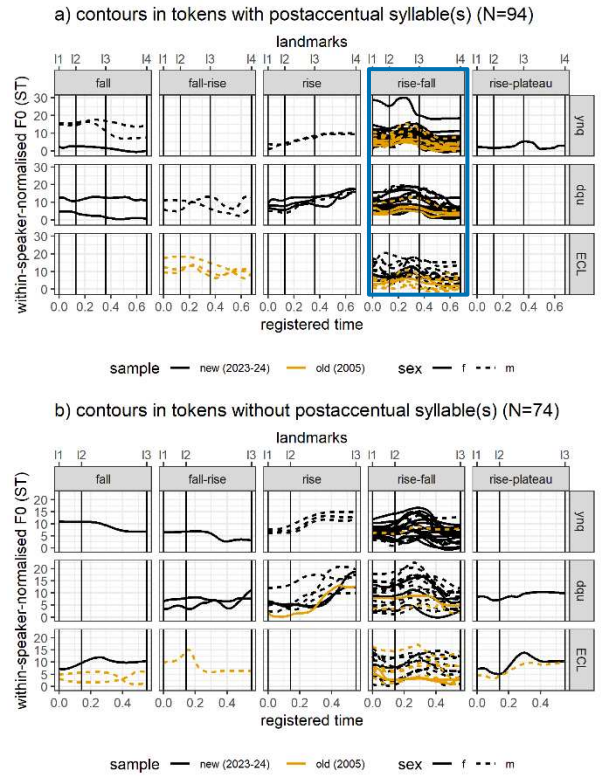 a) contours in tokens with postaccentual syllable(s) (N=94)
landmarks
l1 l2 l3 l4 l1 l2 l3 l4 l1 l2 l3 l4 l1 l2 l3 l4 l1 l2 l3 l4
fall fall-rise rise rise-fall rise-plateau
within-speaker-normalised F0 (ST)
30
20
10
0
ynq
30
20
10
0
dqu
30
20
10
0
ECL
0.0 0.2 0.4 0.6 0.0 0.2 0.4 0.6 0.0 0.2 0.4 0.6 0.0 0.2 0.4 0.6 0.0 0.2 0.4 0.6
registered time
sample new (2023-24) old (2005) sex f m
b) contours in tokens without postaccentual syllable(s) (N=74)
landmarks
l1 l2 l3 l1 l2 l3 l1 l2 l3 l1 l2 l3 l1 l2 l3
fall fall-rise rise rise-fall rise-plateau
within-speaker-normalised F0 (ST)
20
15
10
5
0
ynq
20
15
10
5
0
dqu
20
15
10
5
0
ECL
0.0 0.2 0.4 0.0 0.2 0.4 0.0 0.2 0.4 0.0 0.2 0.4 0.0 0.2 0.4
registered time
sample new (2023-24) old (2005) sex f m